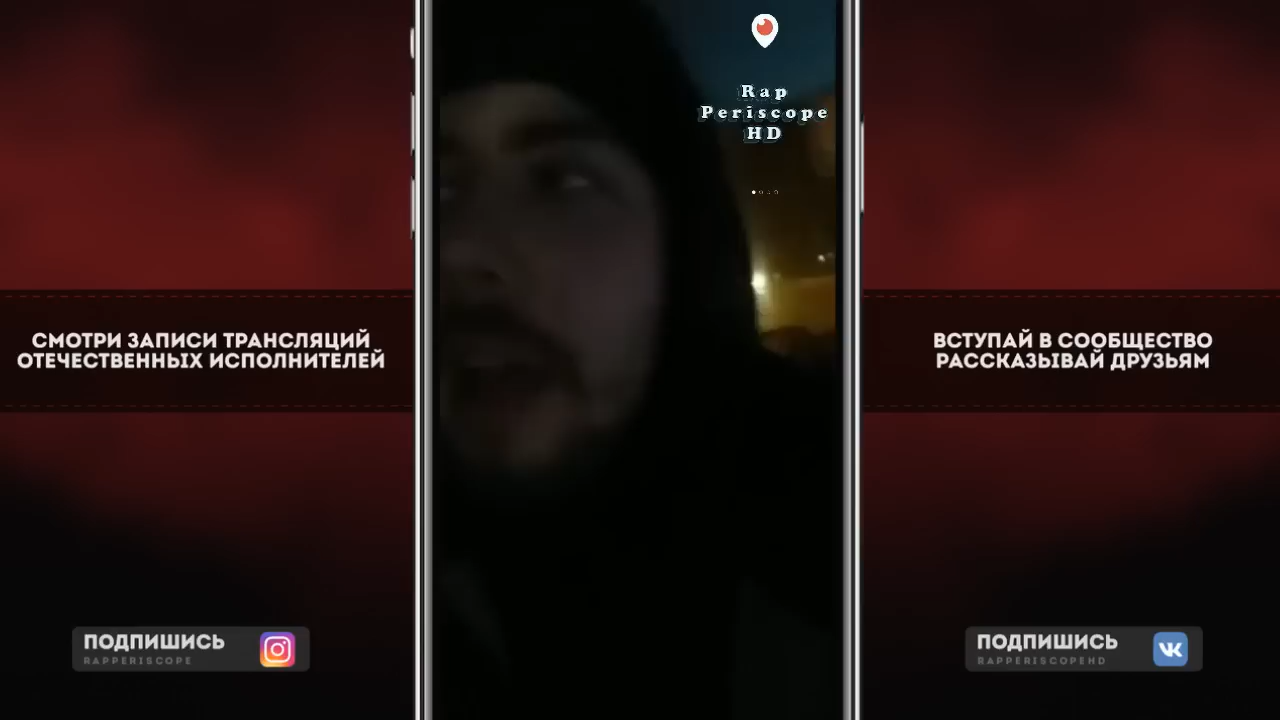 Rap
Periscope
HD
СМОТРИ ЗАПИСИ ТРАНСЛЯЦИЙ
ОТЕЧЕСТВЕННЫХ ИСПОЛНИТЕЛЕЙ
ВСТУПАЙ В СООБЩЕСТВО
РАССКАЗЫВАЙ ДРУЗЬЯМ
ПОДПИШИСЬ
RAPPERISCOPE
ПОДПИШИСЬ
RAPPERISCOPEHD